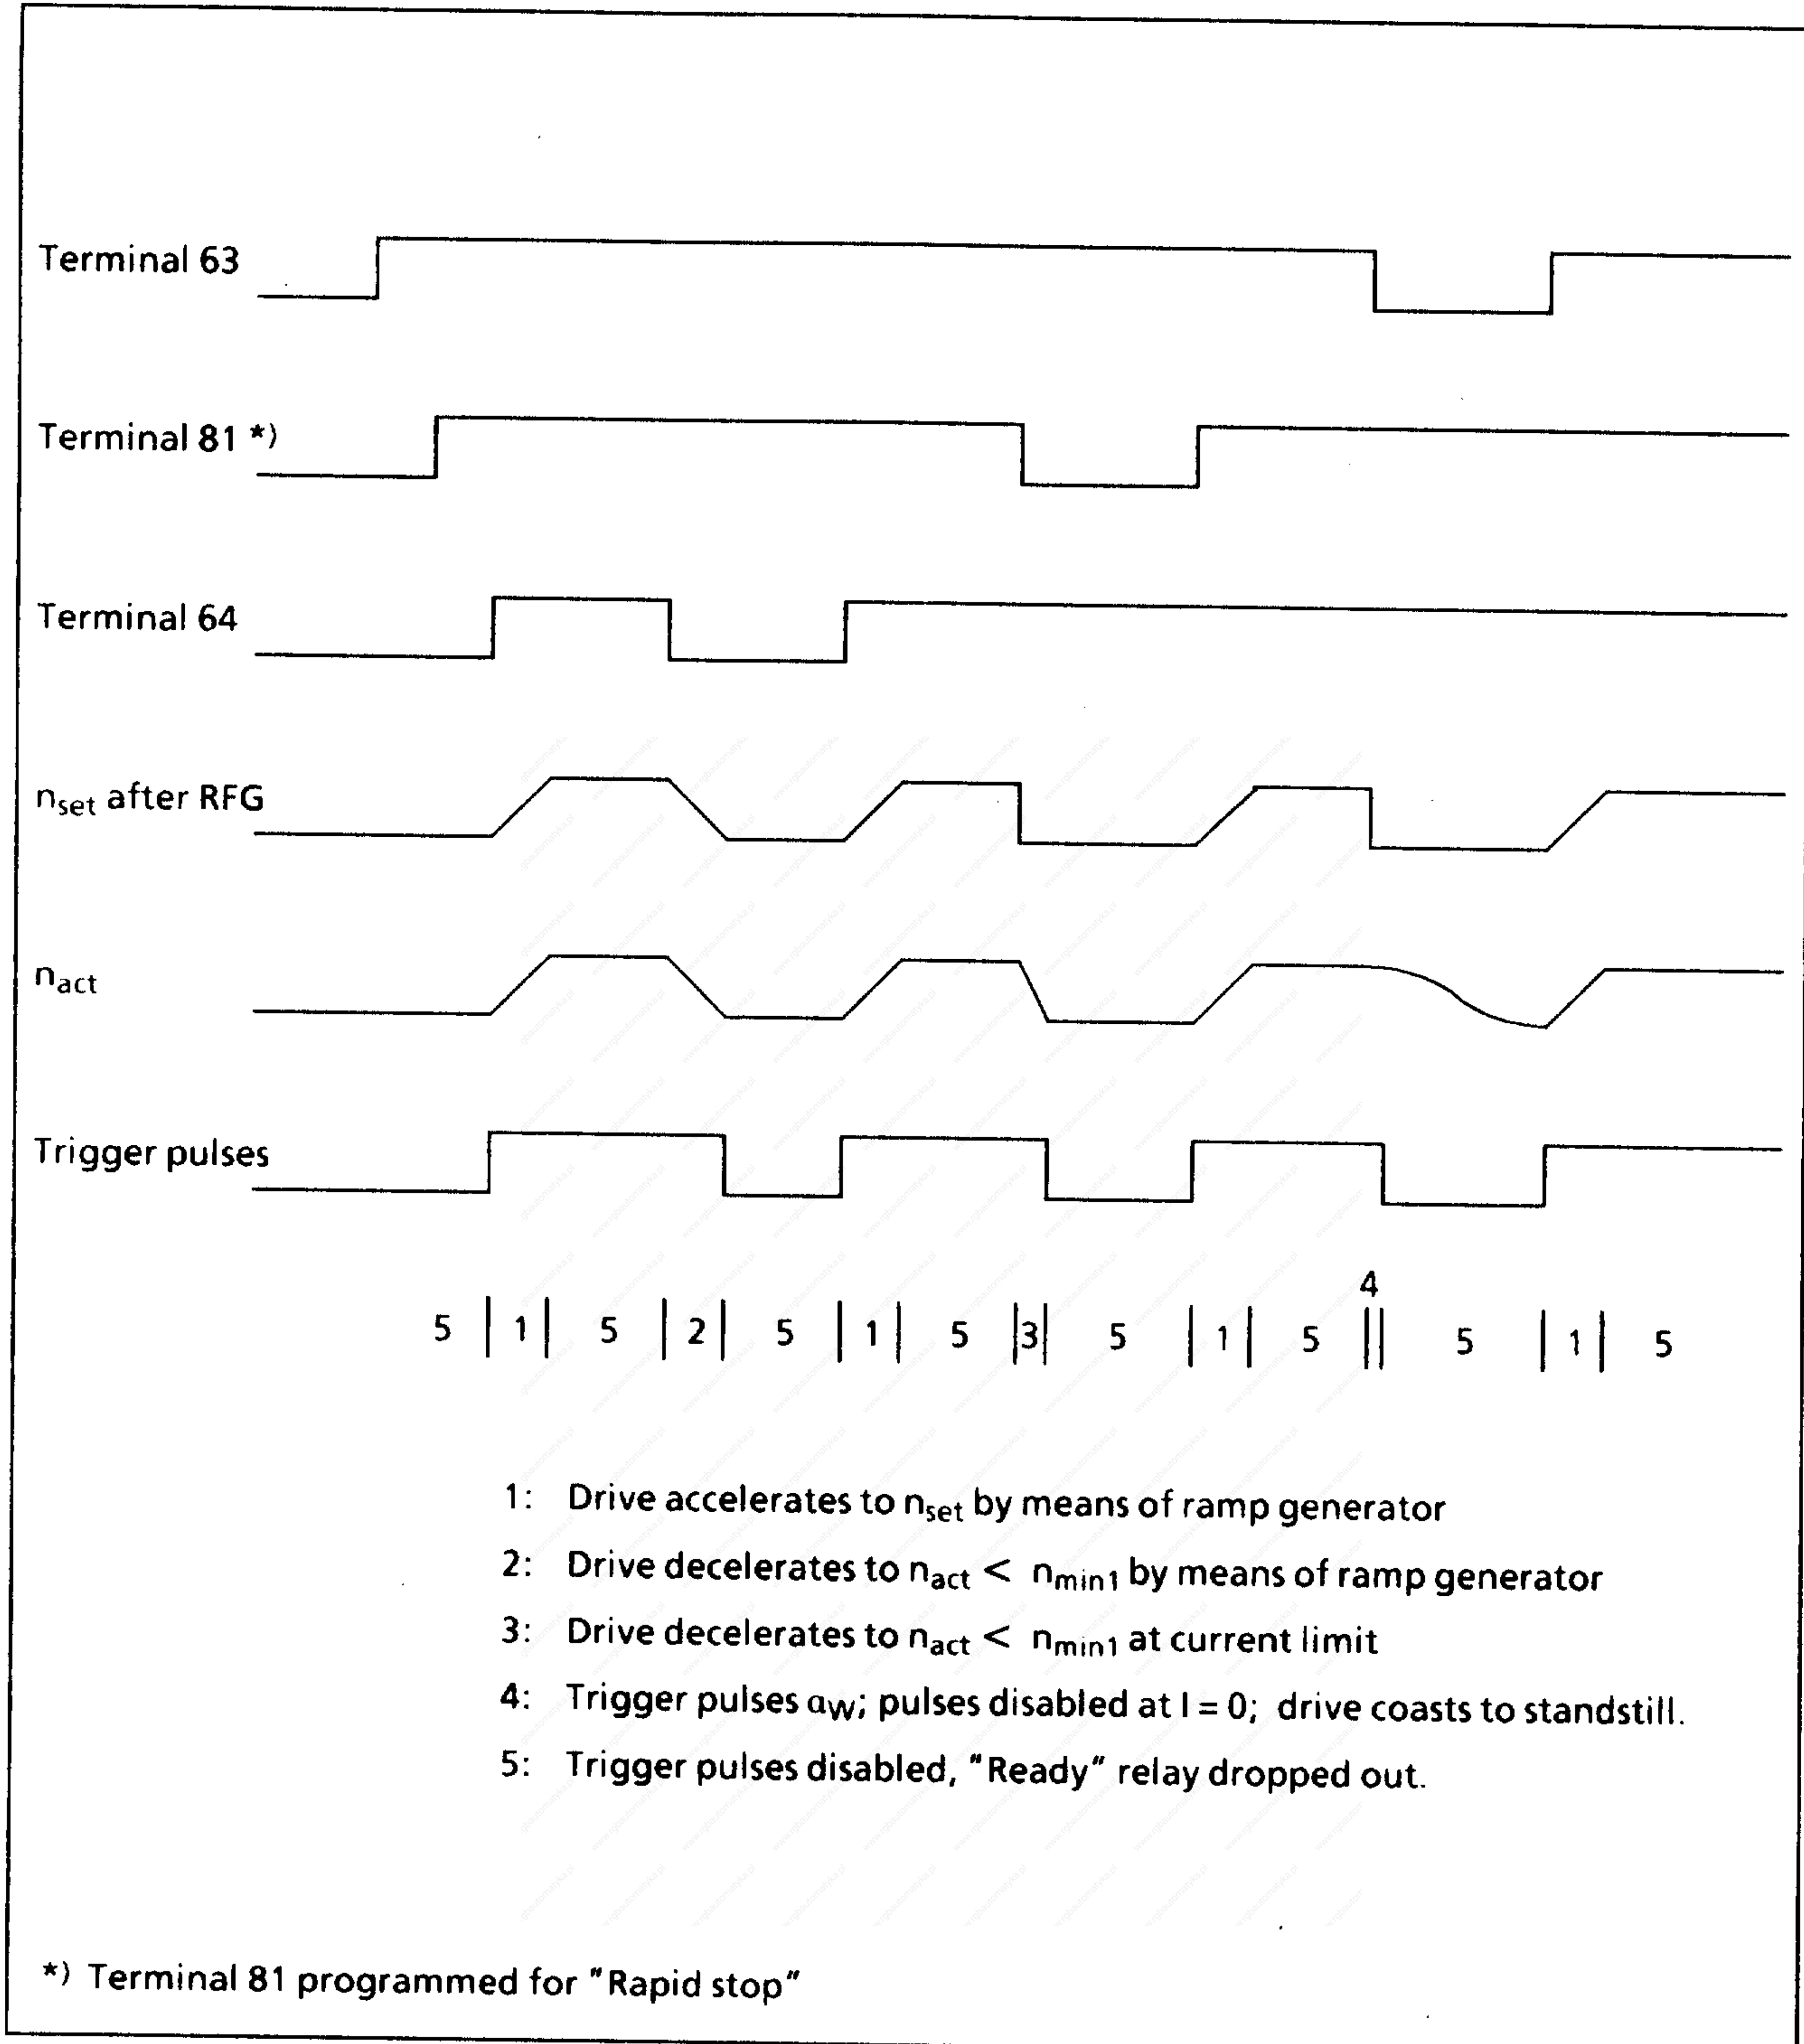 Terminal 63
Terminal 81 *)
Terminal 64
nset after RFG
nact
Trigger pulses
4
5 | 1 | 5 | 2 | 5 | 1 | 5 | 3 | 5 | 1 | 5 || 5 | 1 | 5
1: Drive accelerates to nset by means of ramp generator
2: Drive decelerates to nact < nmin1 by means of ramp generator
3: Drive decelerates to nact < nmin1 at current limit
4: Trigger pulses αW; pulses disabled at I = 0; drive coasts to standstill.
5: Trigger pulses disabled, "Ready" relay dropped out.
*) Terminal 81 programmed for "Rapid stop"
www.rgbautomatyka.pl